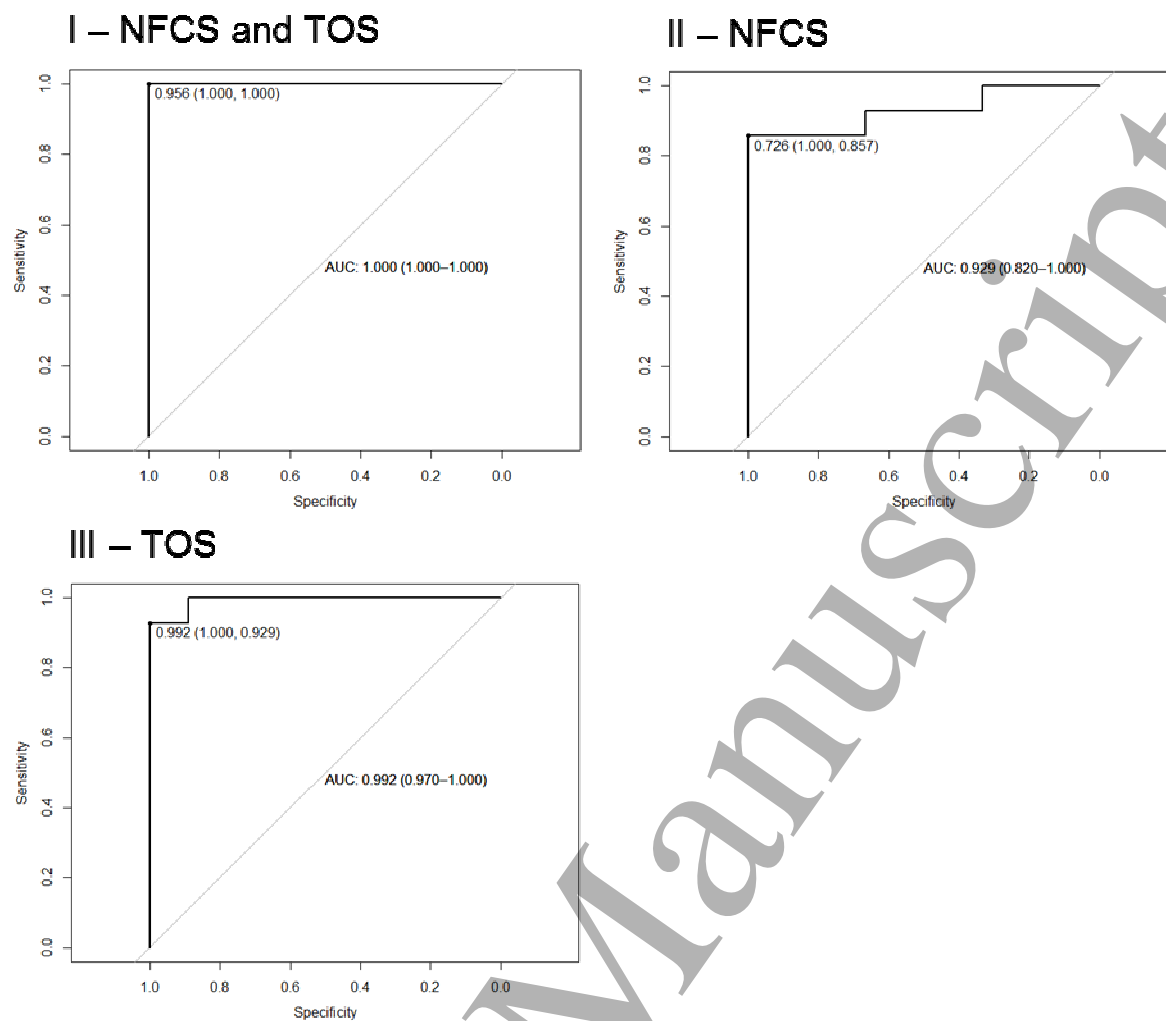 I – NFCS and TOS
1.0
0.8
0.6
0.4
0.2
0.0
Sensitivity
0.956 (1.000, 1.000)
AUC: 1.000 (1.000–1.000)
1.0 0.8 0.6 0.4 0.2 0.0
Specificity
II – NFCS
1.0
0.8
0.6
0.4
0.2
0.0
Sensitivity
0.726 (1.000, 0.857)
AUC: 0.929 (0.820–1.000)
1.0 0.8 0.6 0.4 0.2 0.0
Specificity
III – TOS
1.0
0.8
0.6
0.4
0.2
0.0
Sensitivity
0.992 (1.000, 0.929)
AUC: 0.992 (0.970–1.000)
1.0 0.8 0.6 0.4 0.2 0.0
Specificity
Manuscript